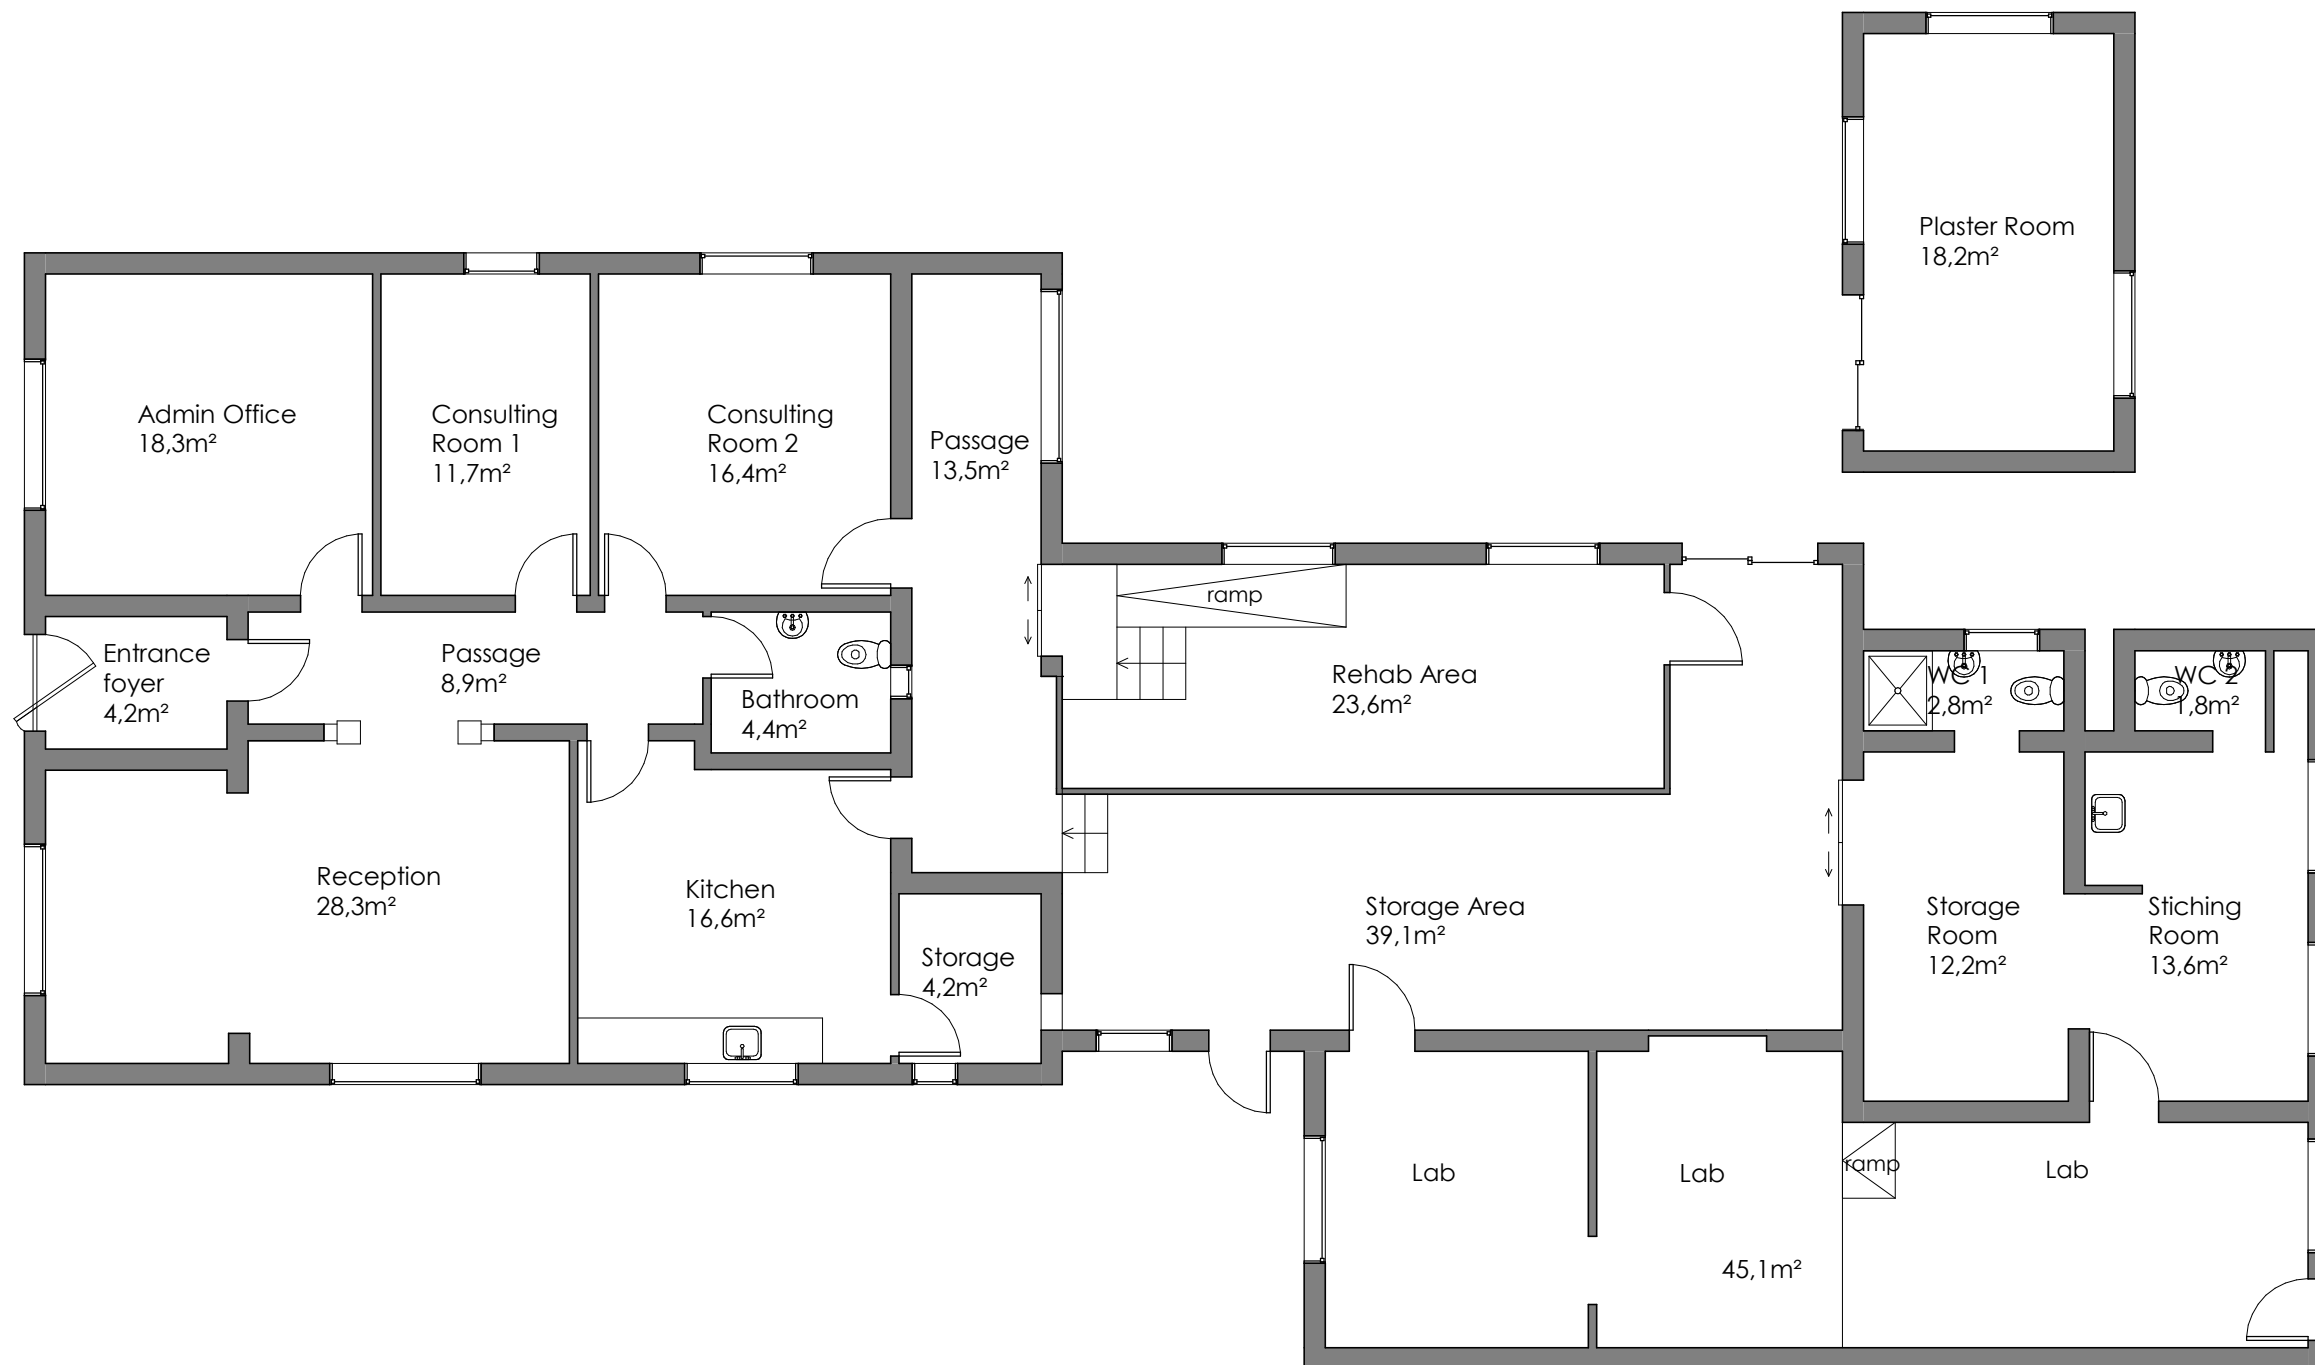 Plaster Room
18,2m²
Admin Office
18,3m²
Consulting
Room 1
11,7m²
Consulting
Room 2
16,4m²
Passage
13,5m²
ramp
Entrance
foyer
4,2m²
Passage
8,9m²
Bathroom
4,4m²
Rehab Area
23,6m²
WC 1
2,8m²
WC 2
1,8m²
Reception
28,3m²
Kitchen
16,6m²
Storage
4,2m²
Storage Area
39,1m²
Storage
Room
12,2m²
Stiching
Room
13,6m²
Lab
Lab
ramp
Lab
45,1m²